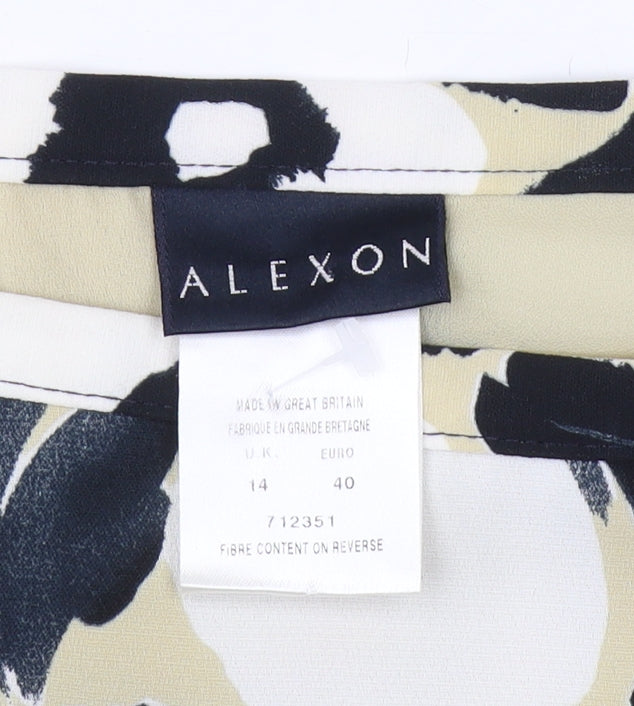 ALEXON
MADE IN GREAT BRITAIN
FABRIQUE EN GRANDE BRETAGNE
U.K. EURO
14 40
712351
FIBRE CONTENT ON REVERSE